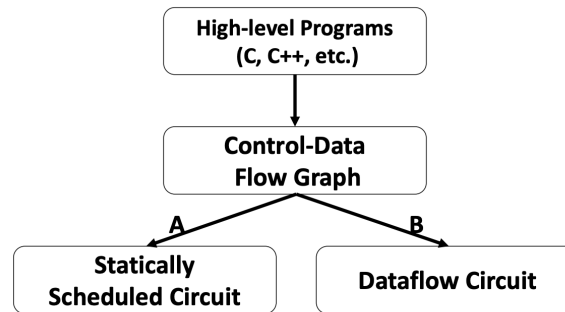 High-level Programs
(C, C++, etc.)
Control-Data
Flow Graph
A
B
Statically
Scheduled Circuit
Dataflow Circuit